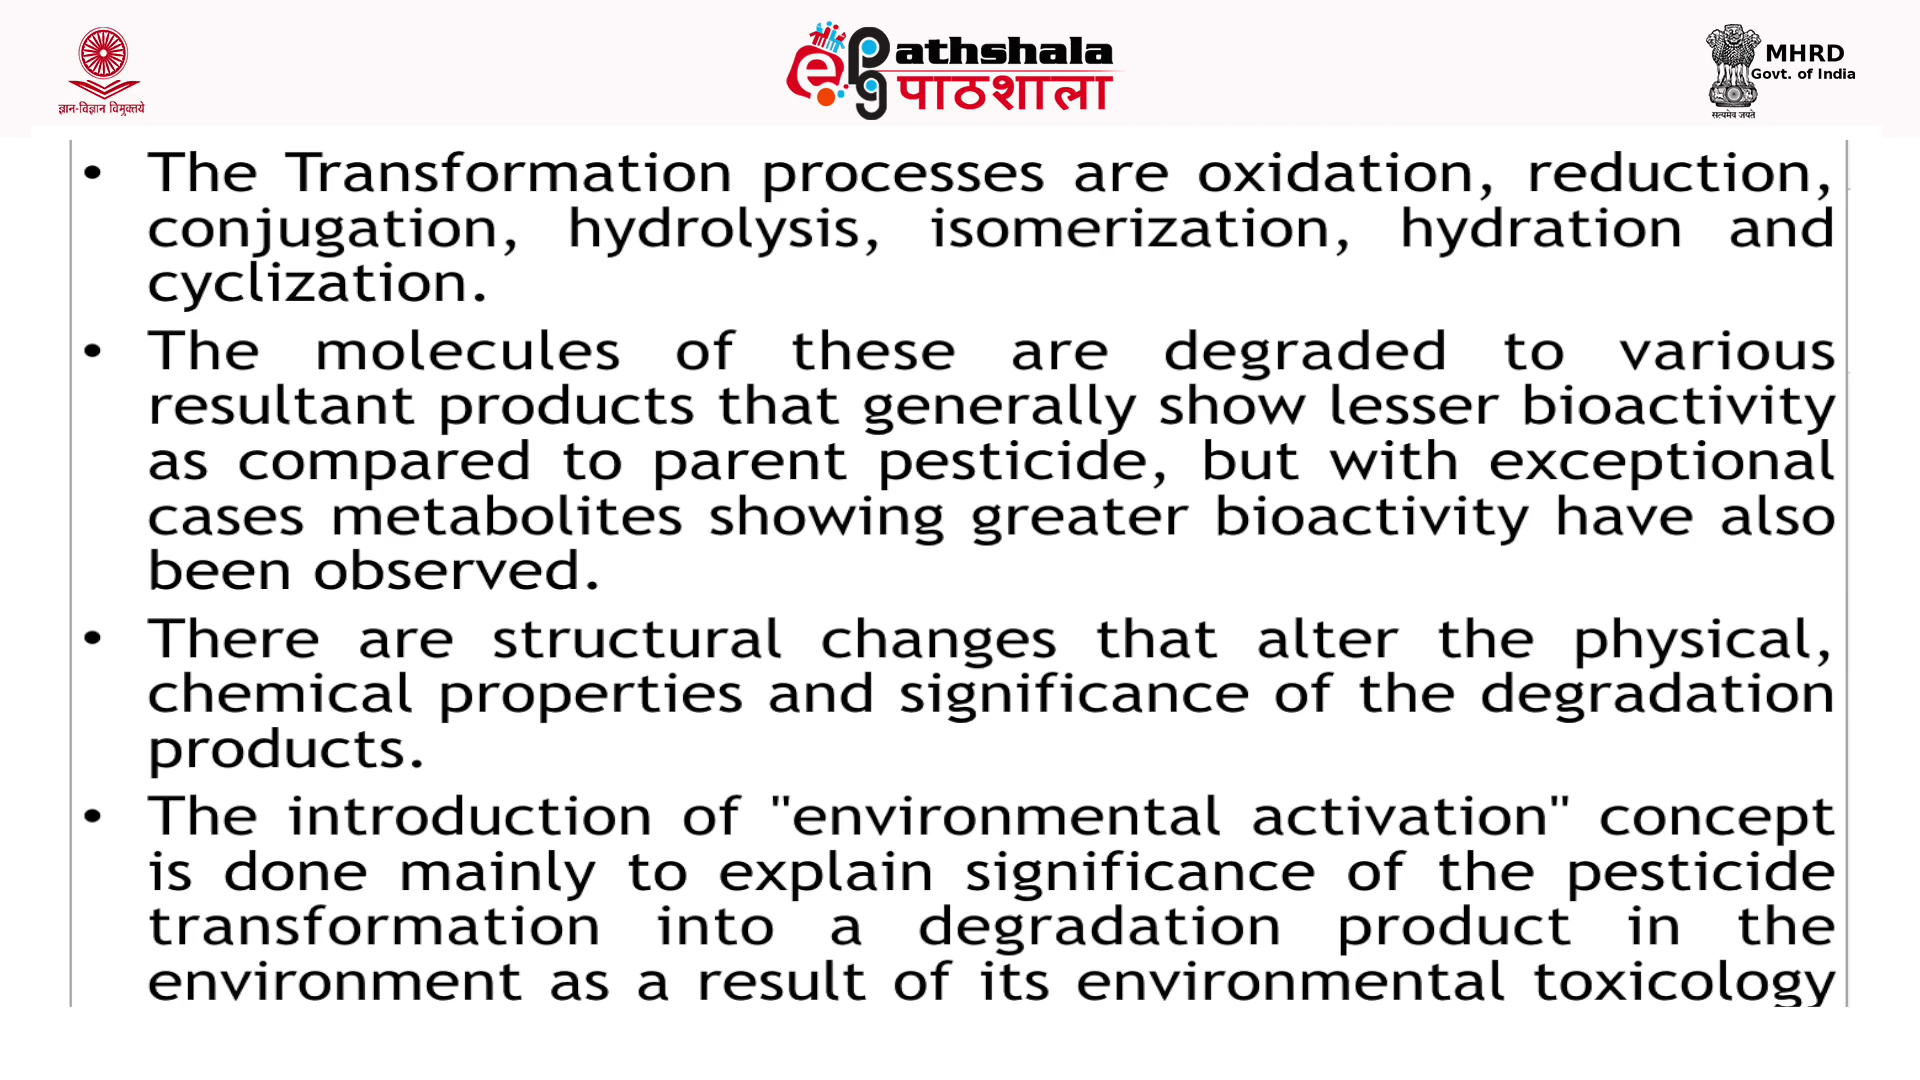 ज्ञान-विज्ञान विमुक्तये
e Pathshala
पाठशाला
MHRD
Govt. of India
सत्यमेव जयते
• The Transformation processes are oxidation, reduction,
conjugation, hydrolysis, isomerization, hydration and
cyclization.
• The molecules of these are degraded to various
resultant products that generally show lesser bioactivity
as compared to parent pesticide, but with exceptional
cases metabolites showing greater bioactivity have also
been observed.
• There are structural changes that alter the physical,
chemical properties and significance of the degradation
products.
• The introduction of "environmental activation" concept
is done mainly to explain significance of the pesticide
transformation into a degradation product in the
environment as a result of its environmental toxicology